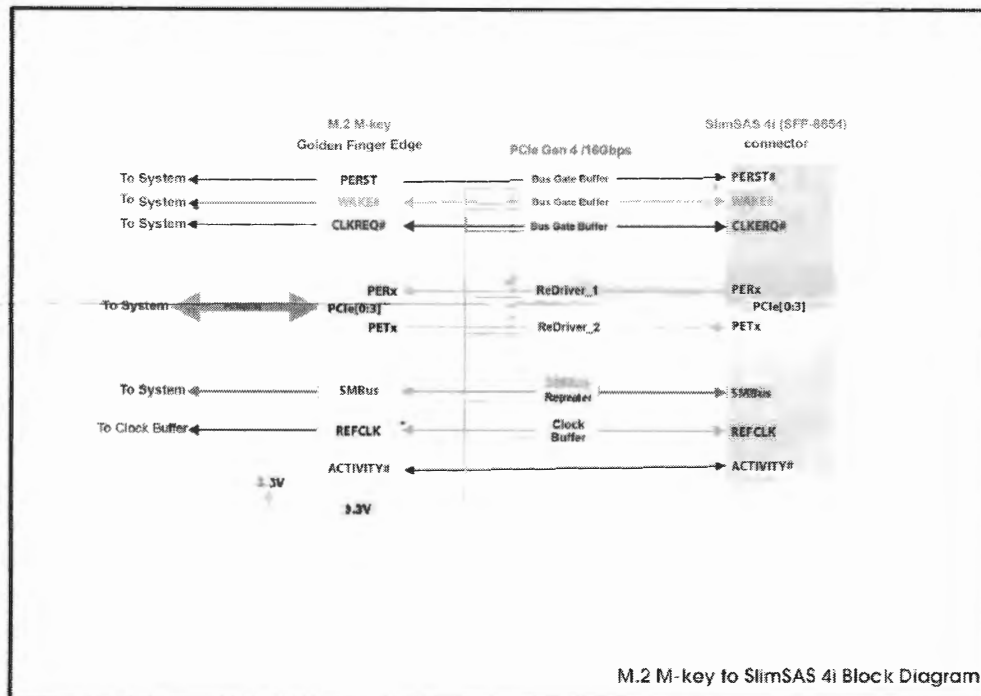 M.2 M-key
Golden Finger Edge
PCIe Gen 4 /16Gbps
SlimSAS 4i (SFF-8654)
connector
To System PERST Bus Gate Buffer PERST#
To System WAKE# Bus Gate Buffer WAKE#
To System CLKREQ# Bus Gate Buffer CLKERQ#
PERx ReDriver_1 PERx
To System PCIe[0:3] PCIe[0:3]
PETx ReDriver_2 PETx
To System SMBus SMBus Repeater SMBus
To Clock Buffer REFCLK Clock Buffer REFCLK
ACTIVITY# ACTIVITY#
3.3V
3.3V
M.2 M-key to SlimSAS 4i Block Diagram